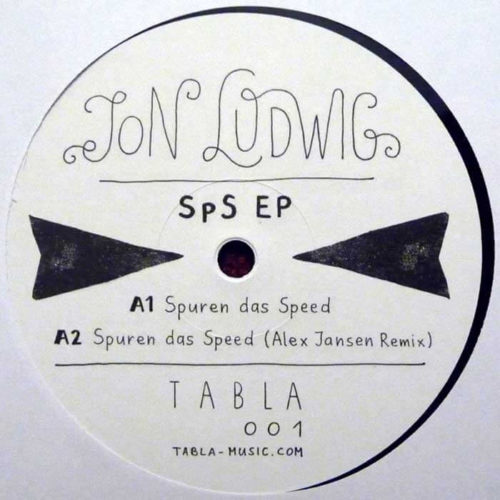 JON LUDWIG
SpS EP
A1 Spuren das Speed
A2 Spuren das Speed (Alex Jansen Remix)
TABLA
001
TABLA-MUSIC.COM